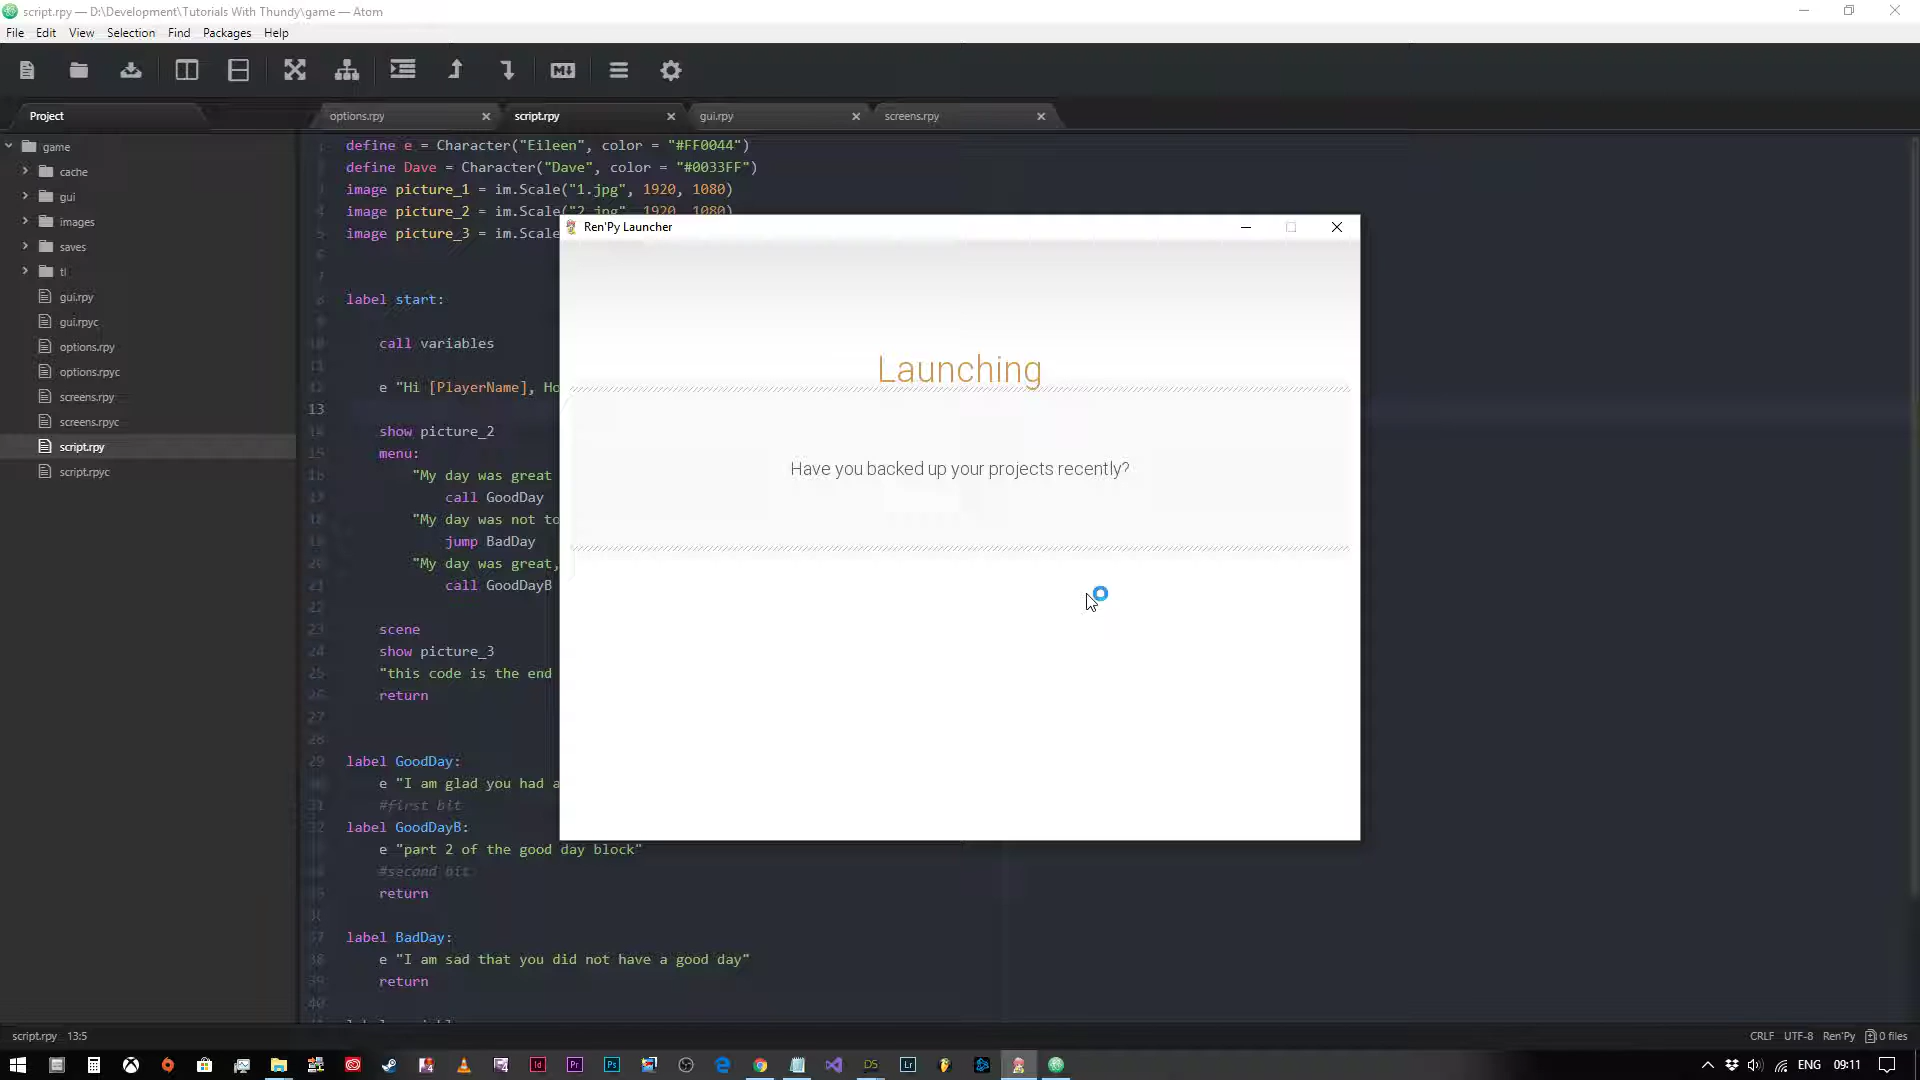 script.rpy — D:\Development\Tutorials With Thundy\game — Atom
File Edit View Selection Find Packages Help
Project
options.rpy
script.rpy
gui.rpy
screens.rpy
game
cache
gui
images
saves
tl
gui.rpy
gui.rpyc
options.rpy
options.rpyc
screens.rpy
screens.rpyc
script.rpy
script.rpyc
define e = Character("Eileen", color = "#FF0044")
define Dave = Character("Dave", color = "#0033FF")
image picture_1 = im.Scale("1.jpg", 1920, 1080)
image picture_2 = im.Scale("2.jpg", 1920, 1080)
image picture_3 = im.Scale
label start:
call variables
e "Hi [PlayerName], Ho
13
show picture_2
menu:
"My day was great
call GoodDay
"My day was not to
jump BadDay
"My day was great,
call GoodDayB
scene
show picture_3
"this code is the end
return
label GoodDay:
e "I am glad you had a
#first bit
label GoodDayB:
e "part 2 of the good day block"
#second bit
return
label BadDay:
e "I am sad that you did not have a good day"
return
Ren'Py Launcher
Launching
Have you backed up your projects recently?
script.rpy 13:5
CRLF UTF-8 Ren'Py 0 files
ENG 09:11